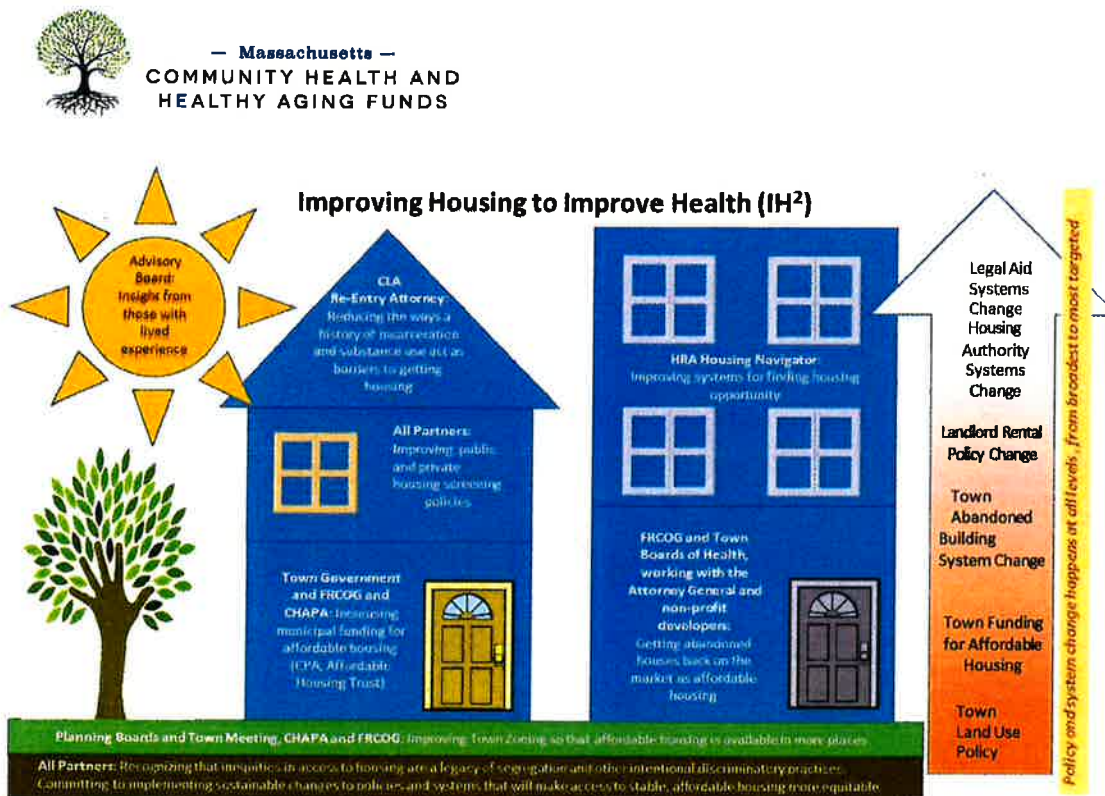 — Massachusetts —
COMMUNITY HEALTH AND
HEALTHY AGING FUNDS
Improving Housing to Improve Health (IH²)
Advisory
Board:
Insight from
those with
lived
experience
CLA
Re-Entry Attorney:
Reducing the ways a
history of incarceration
and substance use act as
borders to getting
housing
All Partners:
Improving public
and private
housing screening
policies
Town Government
and FRCOG and
CHAPA: Increasing
municipal funding for
affordable housing
(CPA, Affordable
Housing Trust)
HRA Housing Navigator:
Improving systems for finding housing
opportunity
FRCOG and Town
Boards of Health,
working with the
Attorney General and
non-profit
developers:
Getting abandoned
houses back on the
market as affordable
housing
Legal Aid
Systems
Change
Housing
Authority
Systems
Change
Landlord Rental
Policy Change
Town
Abandoned
Building
System Change
Town Funding
for Affordable
Housing
Town
Land Use
Policy
Policy and system change happens at all levels, from broadest to most targeted
Planning Boards and Town Meeting, CHAPA and FRCOG: Improving Town Zoning so that affordable housing is available in more places
All Partners: Recognizing that inequities in access to housing are a legacy of segregation and other intentional discriminatory practices.
Committing to implementing sustainable changes to policies and systems that will make access to stable, affordable housing more equitable